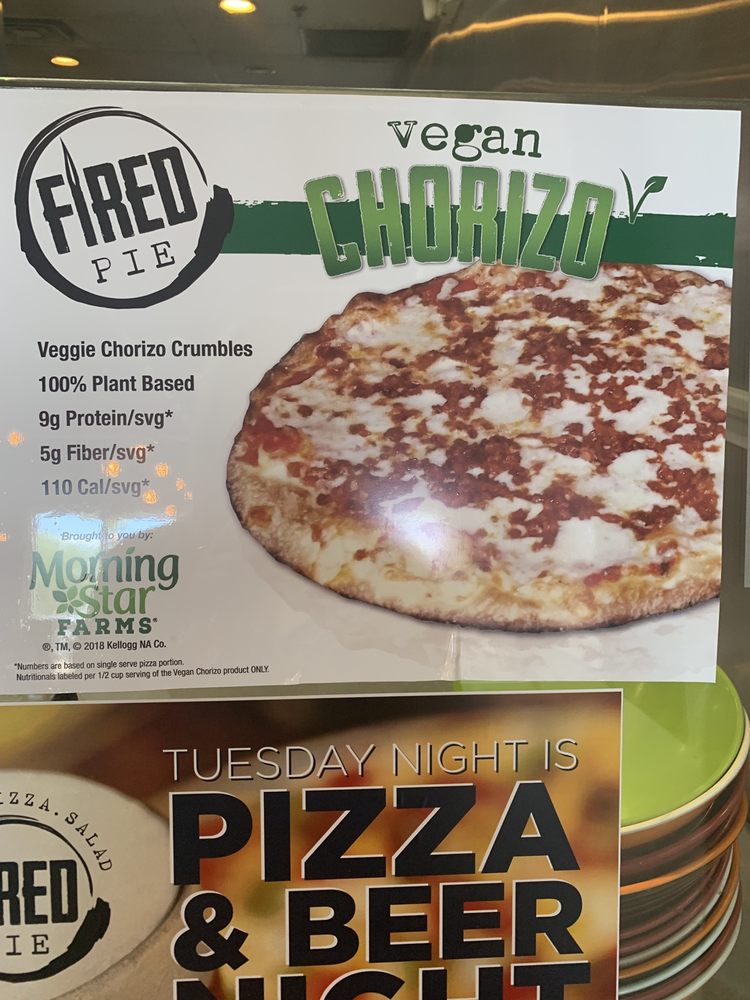 FIRED
PIE
vegan
CHORIZO
Veggie Chorizo Crumbles
100% Plant Based
9g Protein/svg*
5g Fiber/svg*
110 Cal/svg*
Brought to you by:
Morning
Star
FARMS®
®, TM, © 2018 Kellogg NA Co.
*Numbers are based on single serve pizza portion.
Nutritionals labeled per 1/2 cup serving of the Vegan Chorizo product ONLY.
TUESDAY NIGHT IS
PIZZA
& BEER
NIGHT
IZZA. SALAD
RED
IE